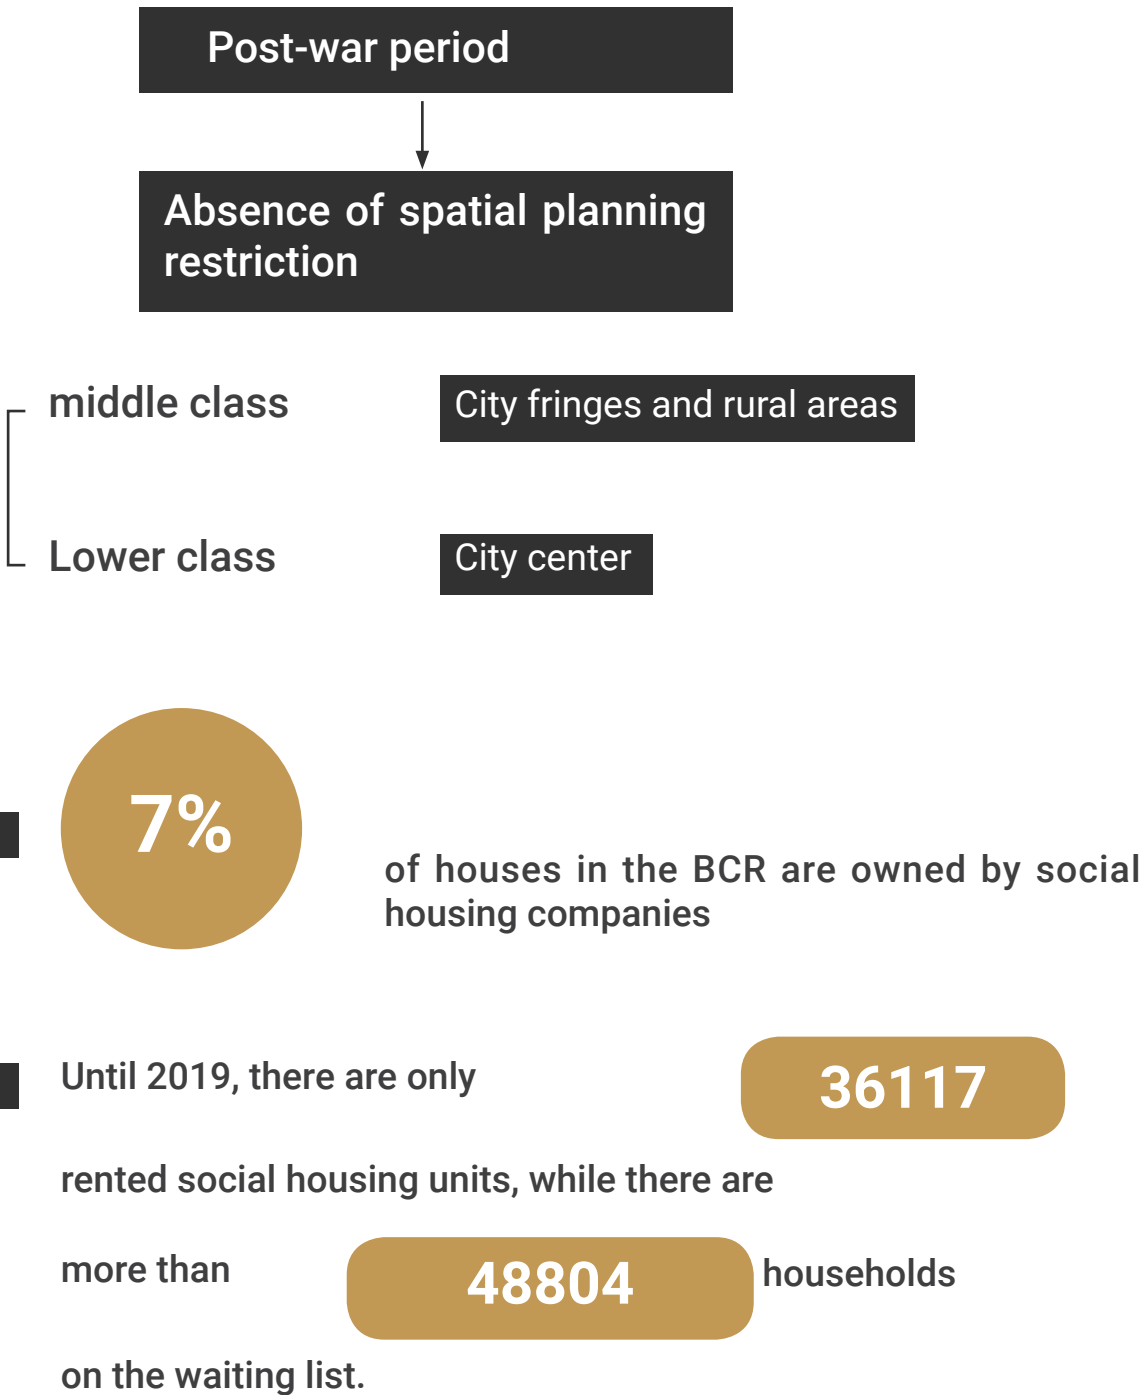 Post-war period
Absence of spatial planning
restriction
middle class
City fringes and rural areas
Lower class
City center
7%
of houses in the BCR are owned by social
housing companies
Until 2019, there are only
36117
rented social housing units, while there are
more than
48804
households
on the waiting list.